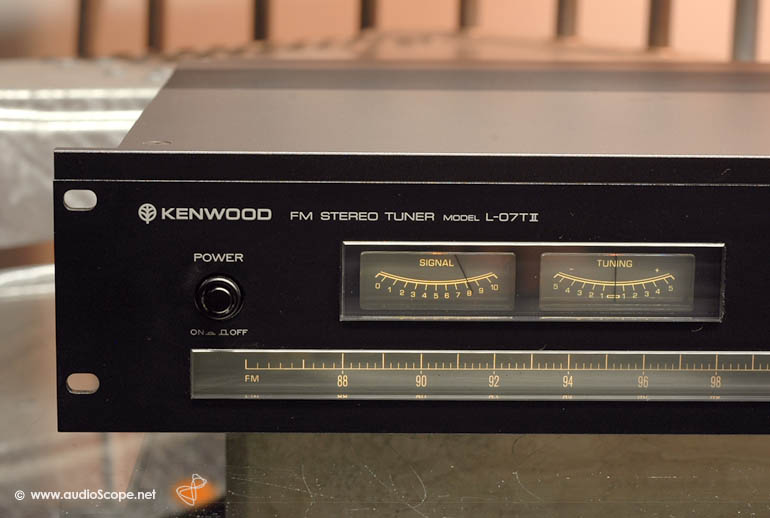 KENWOOD FM STEREO TUNER MODEL L-07TII
POWER
ON OFF
SIGNAL
0 1 2 3 4 5 6 7 8 9 10
TUNING
- +
5 4 3 2 1 1 2 3 4 5
FM 88 90 92 94 96 98
© www.audioScope.net